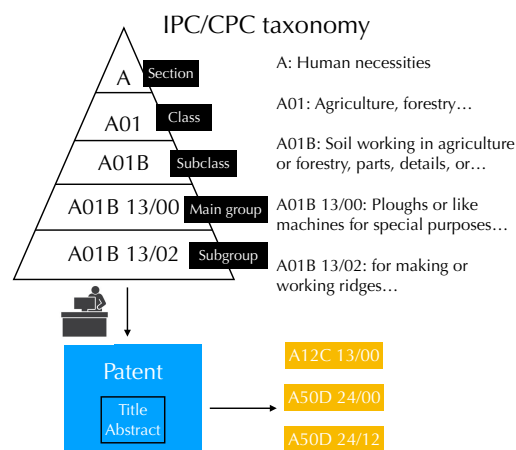 IPC/CPC taxonomy
A
Section
A: Human necessities
A01
Class
A01: Agriculture, forestry…
A01B
Subclass
A01B: Soil working in agriculture
or forestry, parts, details, or…
A01B 13/00
Main group
A01B 13/00: Ploughs or like
machines for special purposes…
A01B 13/02
Subgroup
A01B 13/02: for making or
working ridges…
Patent
Title
Abstract
A12C 13/00
A50D 24/00
A50D 24/12